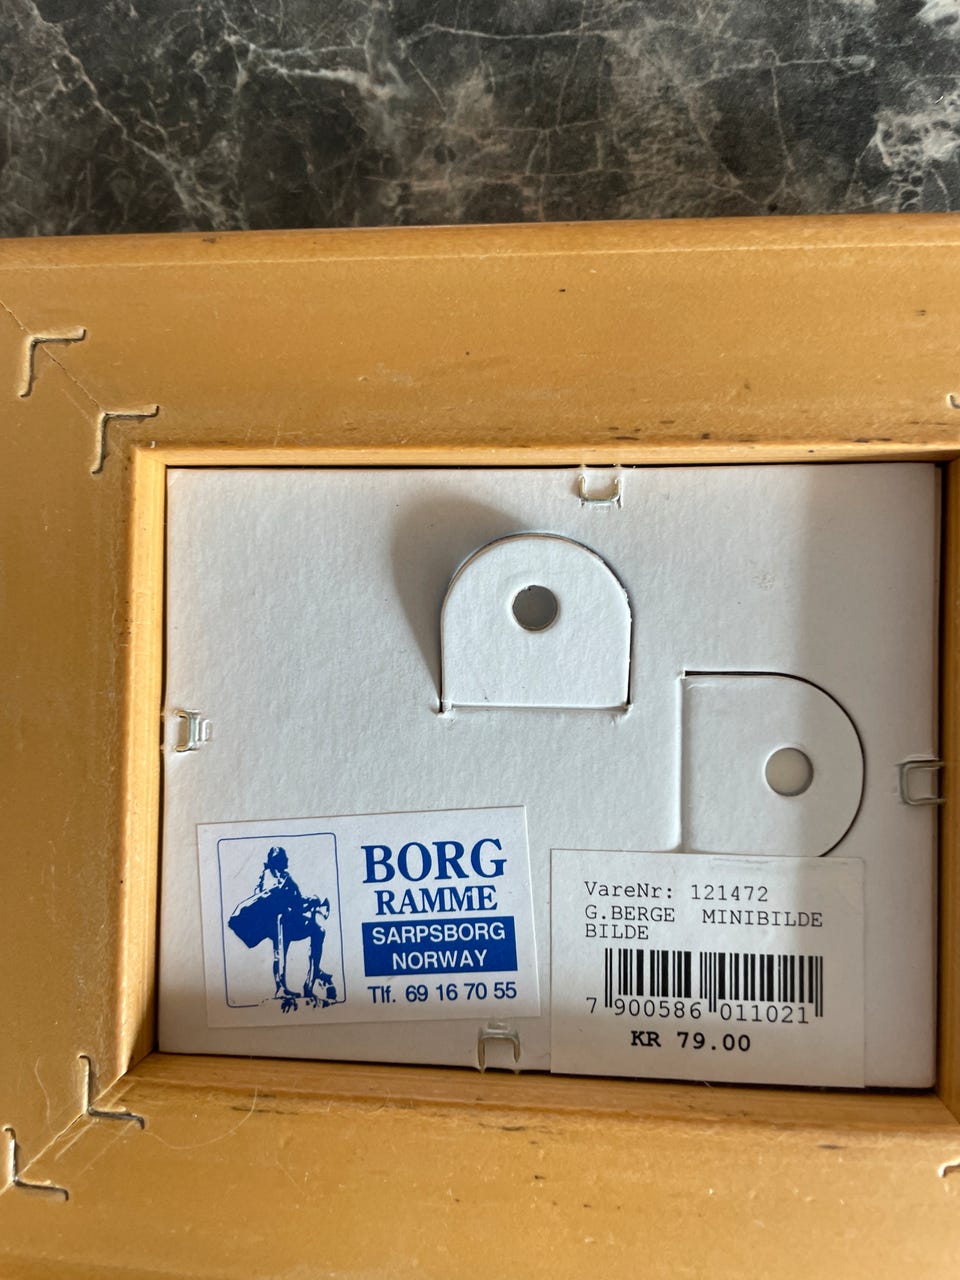 BORG
RAMME
SARPSBORG
NORWAY
Tlf. 69 16 70 55
VareNr: 121472
G.BERGE MINIBILDE
BILDE
7 900586 011021
KR 79.00